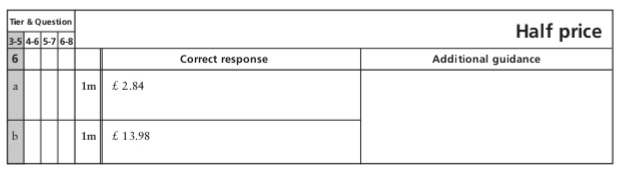 Tier & Question
Half price
3-5 4-6 5-7 6-8
6 Correct response Additional guidance
a 1m £ 2.84
b 1m £ 13.98